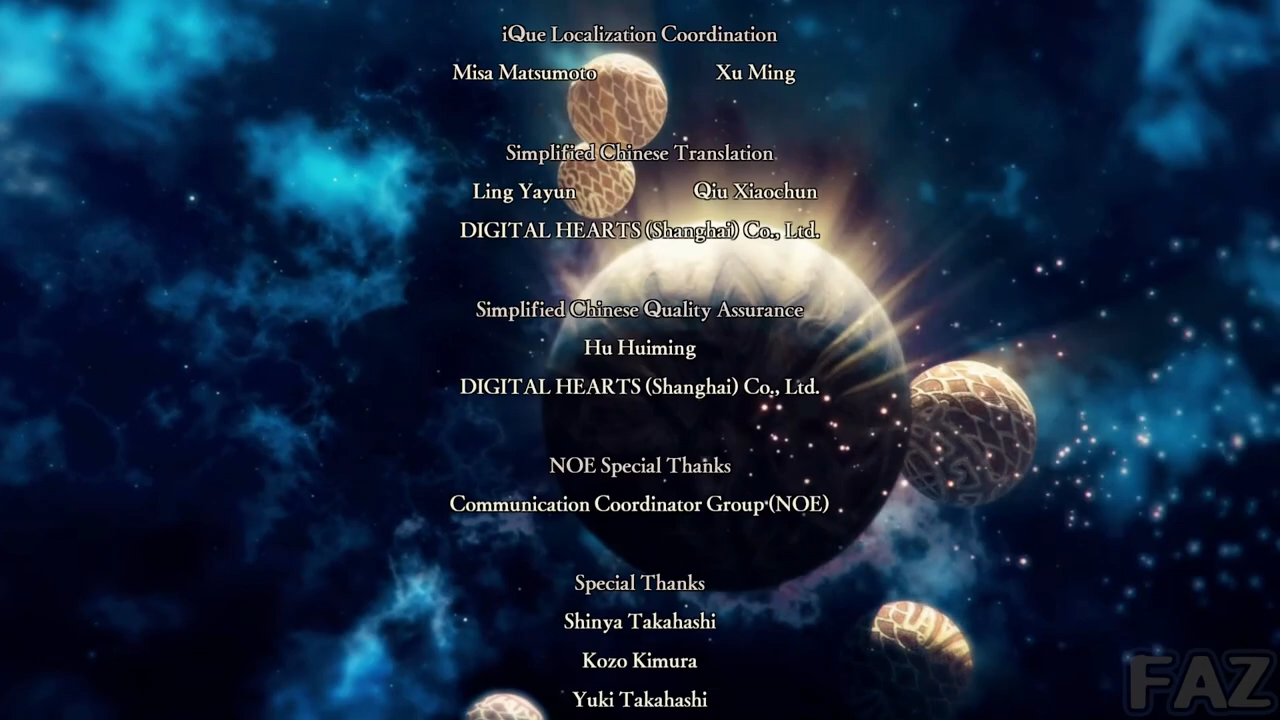 iQue Localization Coordination
Misa Matsumoto Xu Ming
Simplified Chinese Translation
Ling Yayun Qiu Xiaochun
DIGITAL HEARTS (Shanghai) Co., Ltd.
Simplified Chinese Quality Assurance
Hu Huiming
DIGITAL HEARTS (Shanghai) Co., Ltd.
NOE Special Thanks
Communication Coordinator Group (NOE)
Special Thanks
Shinya Takahashi
Kozo Kimura
Yuki Takahashi
FAZ